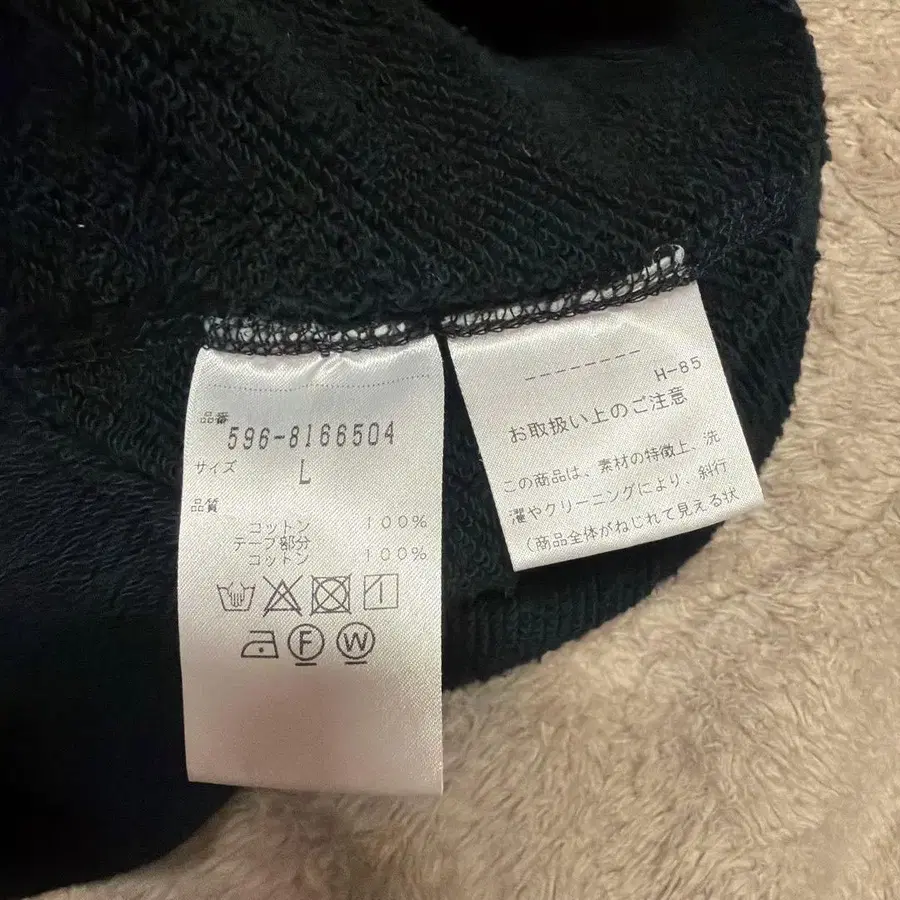 品番
596-8166504
サイズ
L
品質
コットン 100%
テープ部分
コットン 100%
F W
--------
H-85
お取扱い上のご注意
この商品は、素材の特徴上、洗
濯やクリーニングにより、斜行
(商品全体がねじれて見える状